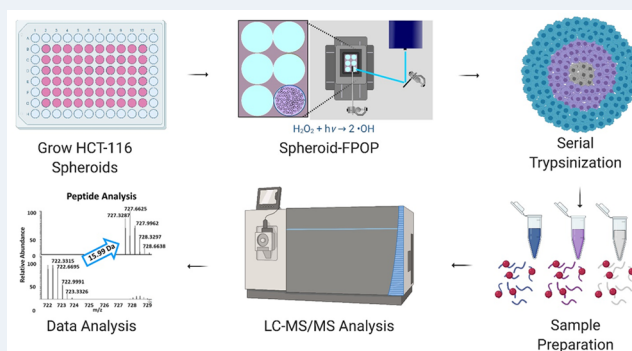 Grow HCT-116
Spheroids
H₂O₂ + hν → 2 •OH
Spheroid-FPOP
Serial
Trypsinization
Peptide Analysis
Relative Abundance
100
50
0
727.6625
727.3287
727.9962
728.3297
728.6638
15.99 Da
100
50
0
722.3315
722.6695
722.9991
723.3326
722 723 724 725 726 727 728 729
m/z
Data Analysis
LC-MS/MS Analysis
Sample
Preparation